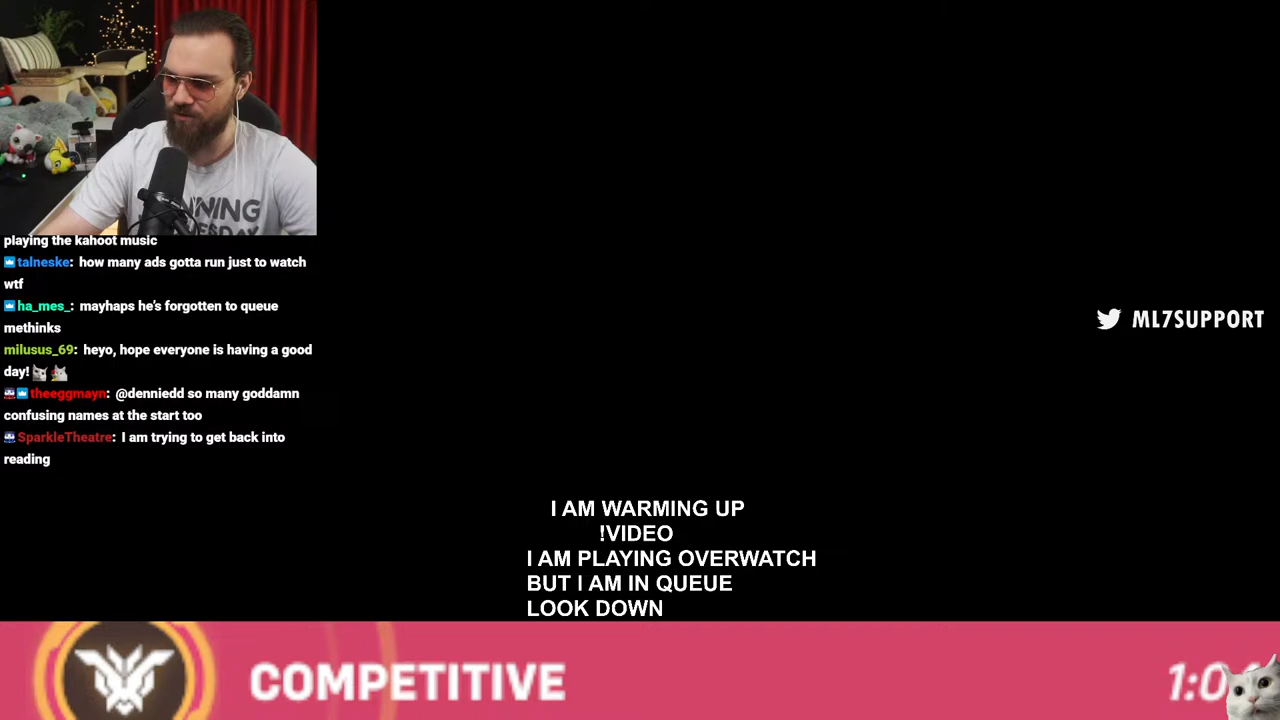 playing the kahoot music
talneske: how many ads gotta run just to watch
wtf
ha_mes_: mayhaps he's forgotten to queue
methinks
milusus_69: heyo, hope everyone is having a good
day!
theeggmayn: @denniedd so many goddamn
confusing names at the start too
SparkleTheatre: I am trying to get back into
reading
ML7SUPPORT
I AM WARMING UP
!VIDEO
I AM PLAYING OVERWATCH
BUT I AM IN QUEUE
LOOK DOWN
COMPETITIVE